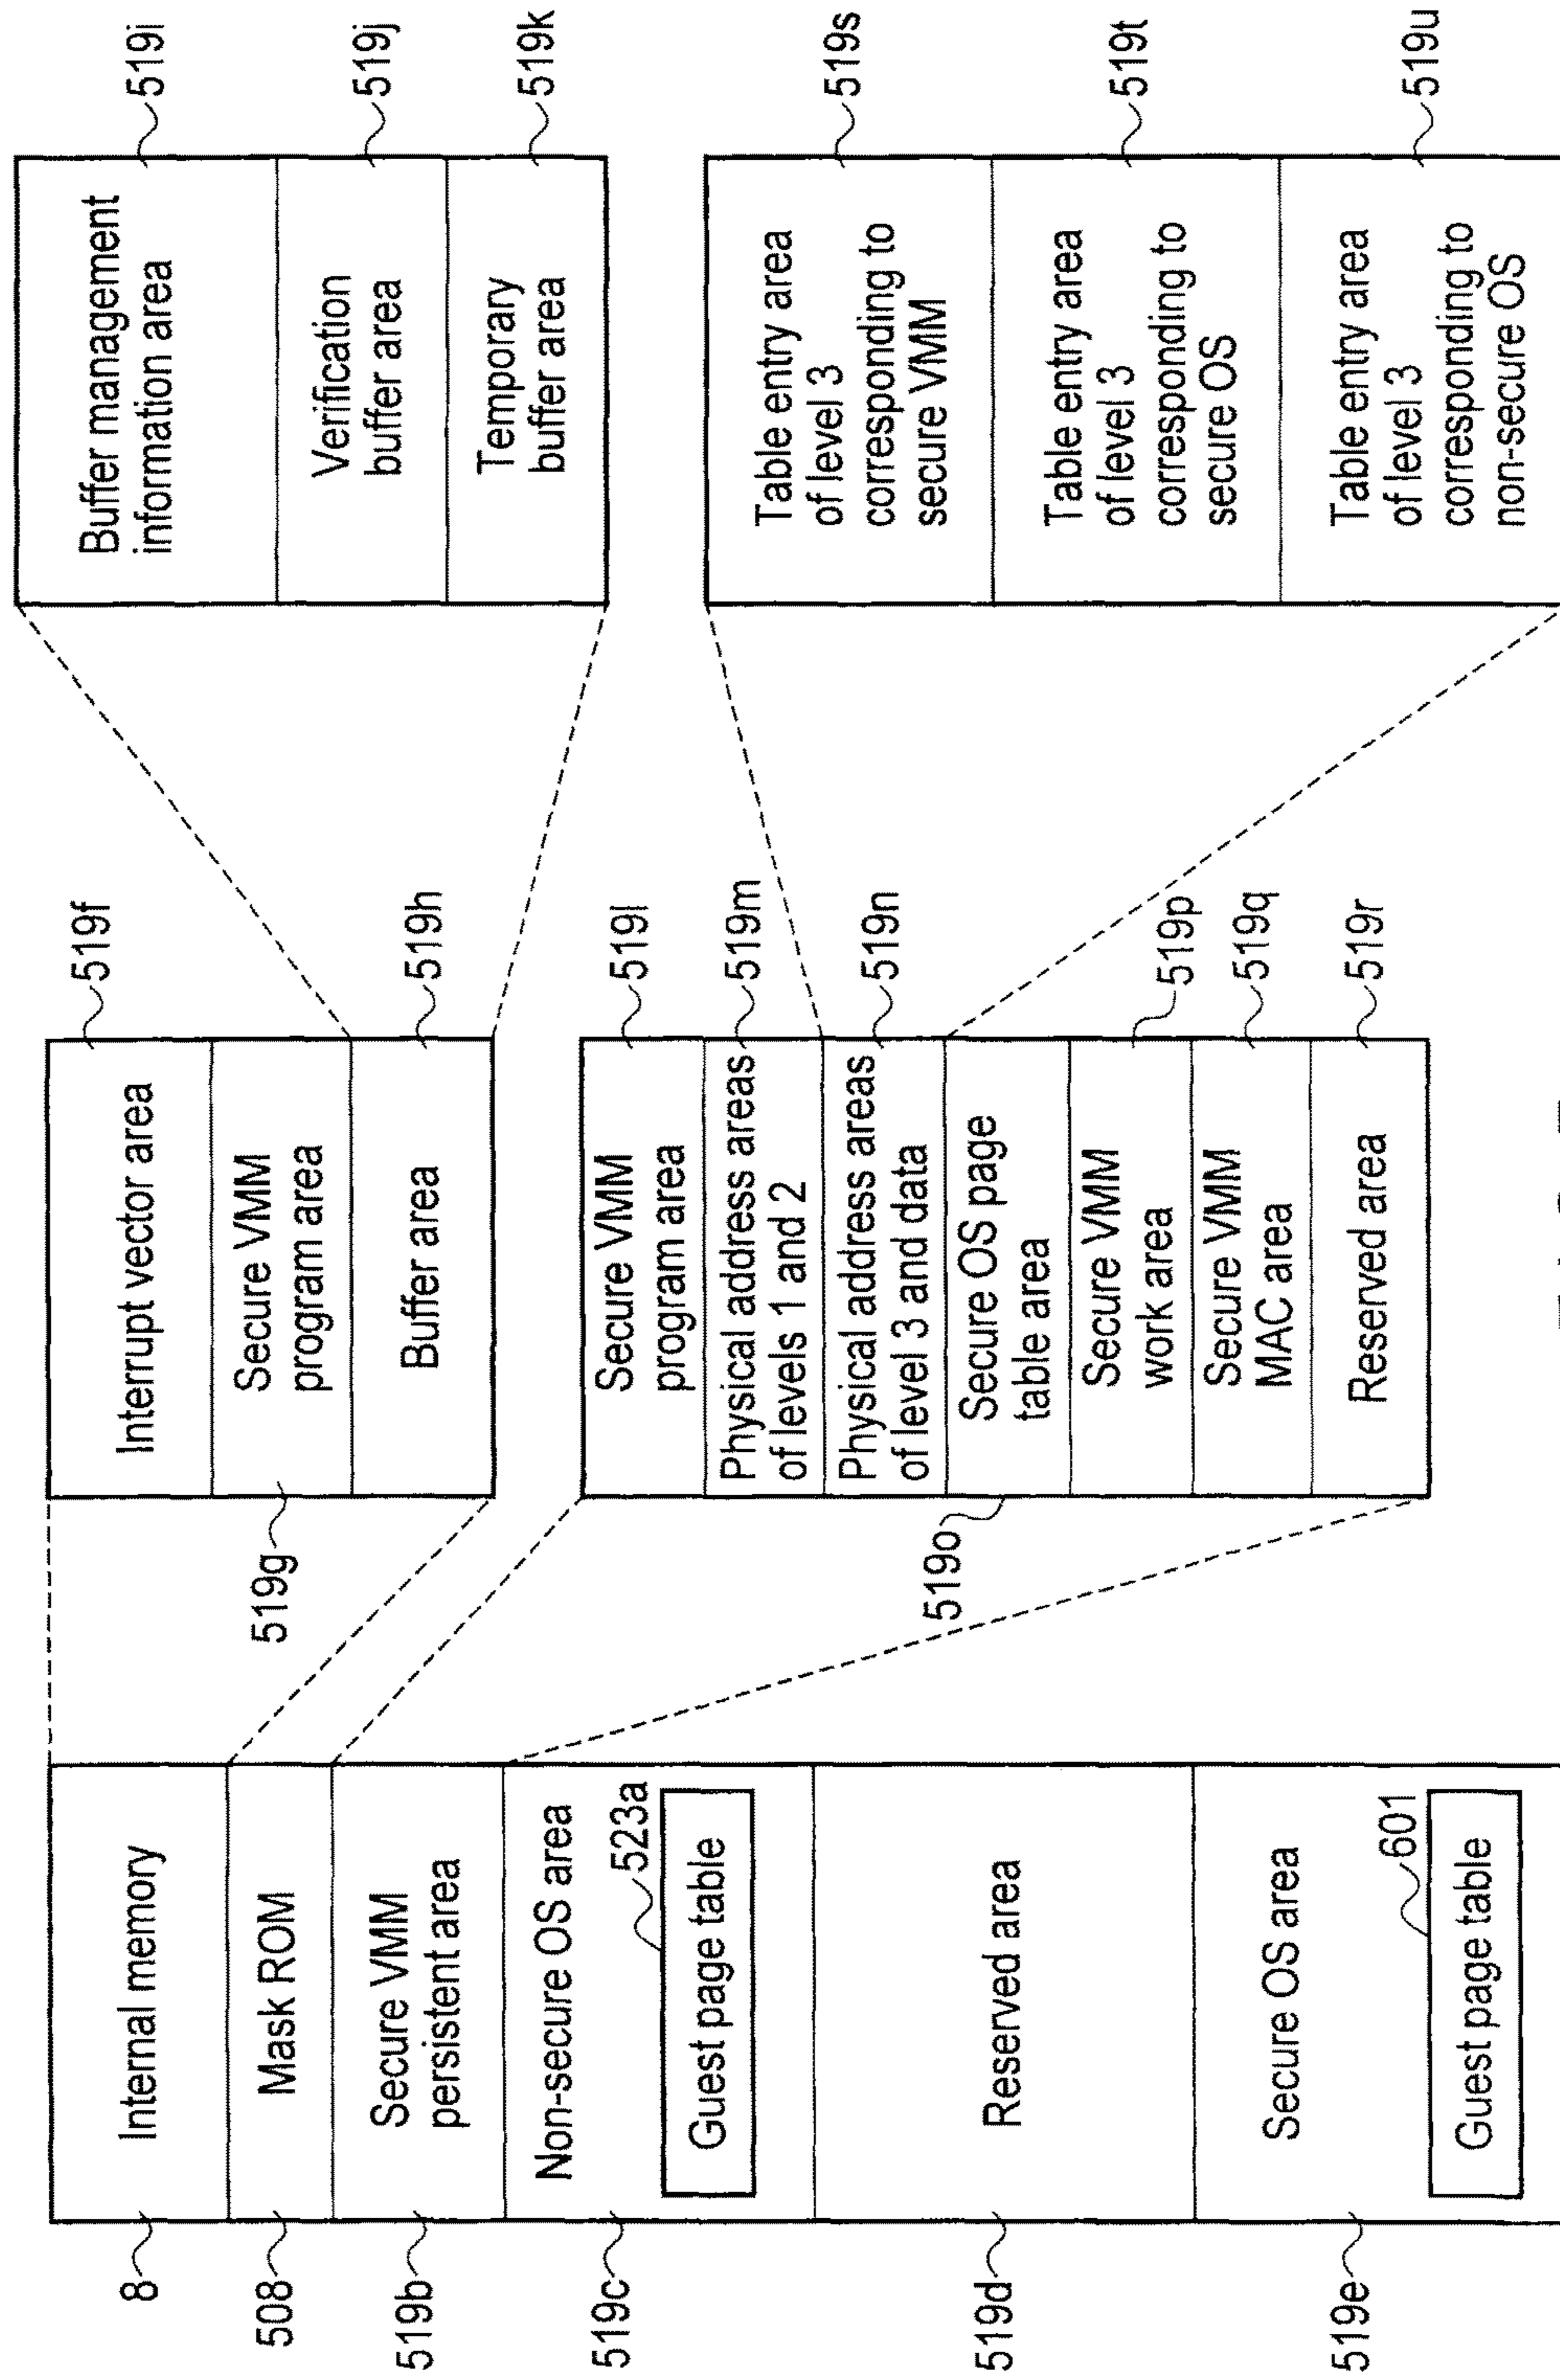 8
Internal memory
508
Mask ROM
519b
Secure VMM
persistent area
519c
Non-secure OS area
523a
Guest page table
519d
Reserved area
519e
Secure OS area
601
Guest page table
519f
Interrupt vector area
519g
Secure VMM
program area
519h
Buffer area
519l
Secure VMM
program area
519m
Physical address areas
of levels 1 and 2
519n
Physical address areas
of level 3 and data
519o
Secure OS page
table area
519p
Secure VMM
work area
519q
Secure VMM
MAC area
519r
Reserved area
519i
Buffer management
information area
519j
Verification
buffer area
519k
Temporary
buffer area
519s
Table entry area
of level 3
corresponding to
secure VMM
519t
Table entry area
of level 3
corresponding to
secure OS
519u
Table entry area
of level 3
corresponding to
non-secure OS